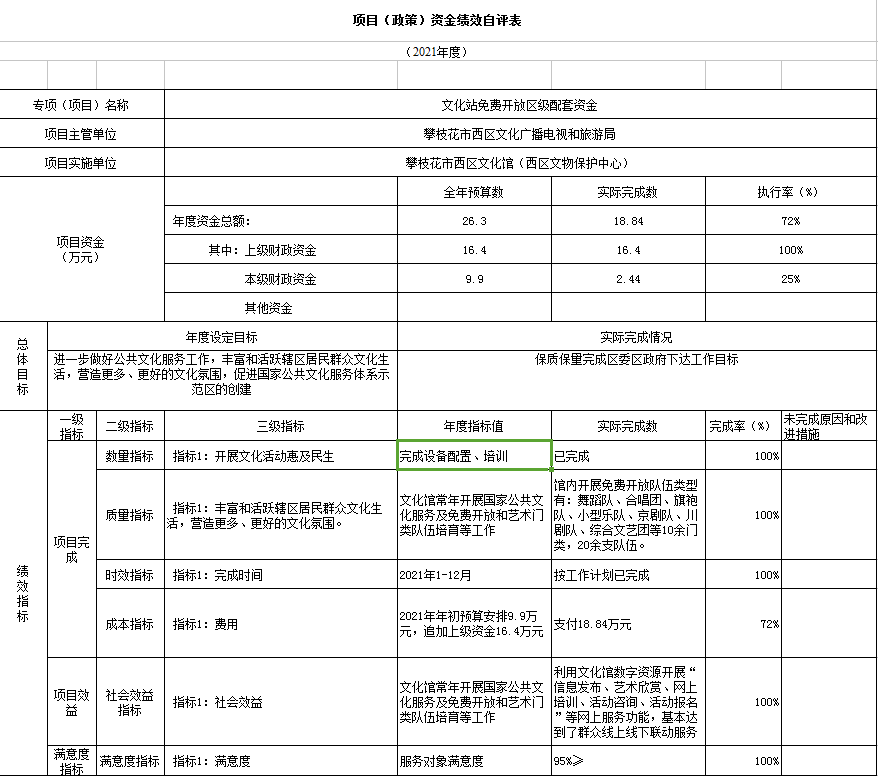 项目（政策）资金绩效自评表
（2021年度）
专项（项目）名称
文化站免费开放区级配套资金
项目主管单位
攀枝花市西区文化广播电视和旅游局
项目实施单位
攀枝花市西区文化馆（西区文物保护中心）
项目资金
（万元）
全年预算数
实际完成数
执行率（%）
年度资金总额：
26.3
18.84
72%
其中：上级财政资金
16.4
16.4
100%
本级财政资金
9.9
2.44
25%
其他资金
总
体
目
标
年度设定目标
实际完成情况
进一步做好公共文化服务工作，丰富和活跃辖区居民群众文化生
活，营造更多、更好的文化氛围，促进国家公共文化服务体系示
范区的创建
保质保量完成区委区政府下达工作目标
绩
效
指
标
一级
指标
二级指标
三级指标
年度指标值
实际完成数
完成率（%）
未完成原因和改
进措施
项目完
成
数量指标
指标1：开展文化活动惠及民生
完成设备配置、培训
已完成
100%
质量指标
指标1：丰富和活跃辖区居民群众文化生
活，营造更多、更好的文化氛围。
文化馆常年开展国家公共文
化服务及免费开放和艺术门
类队伍培育等工作
馆内开展免费开放队伍类型
有：舞蹈队、合唱团、旗袍
队、小型乐队、京剧队、川
剧队、综合文艺团等10余门
类，20余支队伍。
100%
时效指标
指标1：完成时间
2021年1-12月
按工作计划已完成
100%
成本指标
指标1：费用
2021年年初预算安排9.9万
元，追加上级资金16.4万元
支付18.84万元
72%
项目效
益
社会效益
指标
指标1：社会效益
文化馆常年开展国家公共文
化服务及免费开放和艺术门
类队伍培育等工作
利用文化馆数字资源开展“
信息发布、艺术欣赏、网上
培训、活动咨询、活动报名
”等网上服务功能，基本达
到了群众线上线下联动服务
100%
满意度
指标
满意度指标
指标1：满意度
服务对象满意度
95%≥
100%